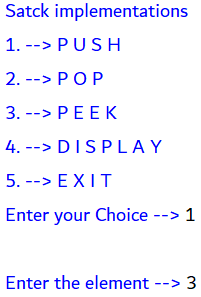 Satck implementations
1. --> P U S H
2. --> P O P
3. --> P E E K
4. --> D I S P L A Y
5. --> E X I T
Enter your Choice --> 1
Enter the element --> 3